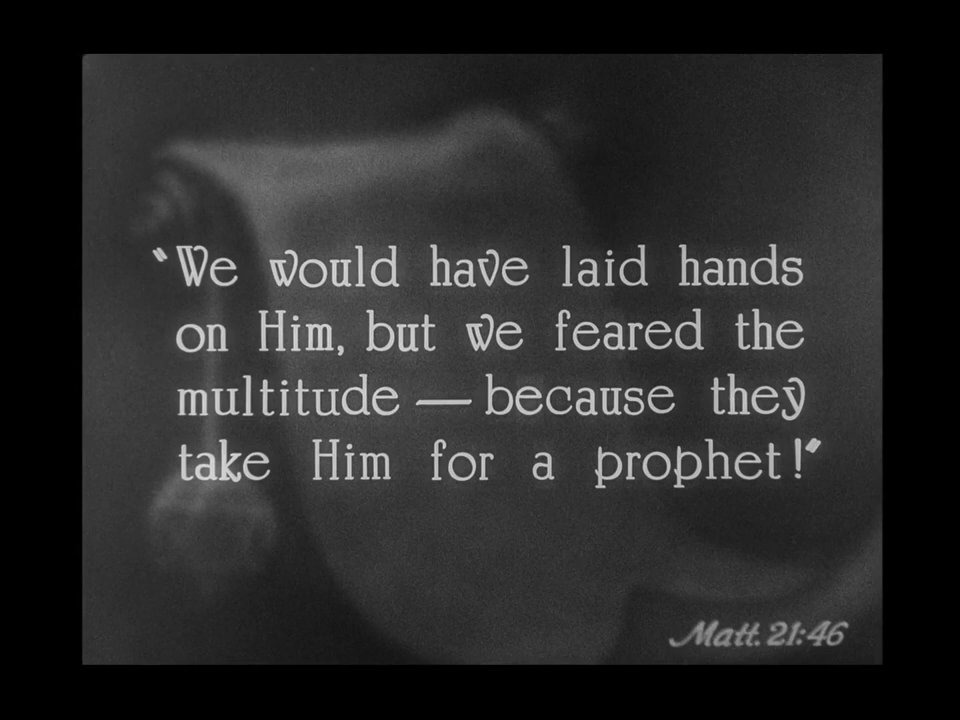 "We would have laid hands
on Him, but we feared the
multitude — because they
take Him for a prophet!"
Matt. 21:46